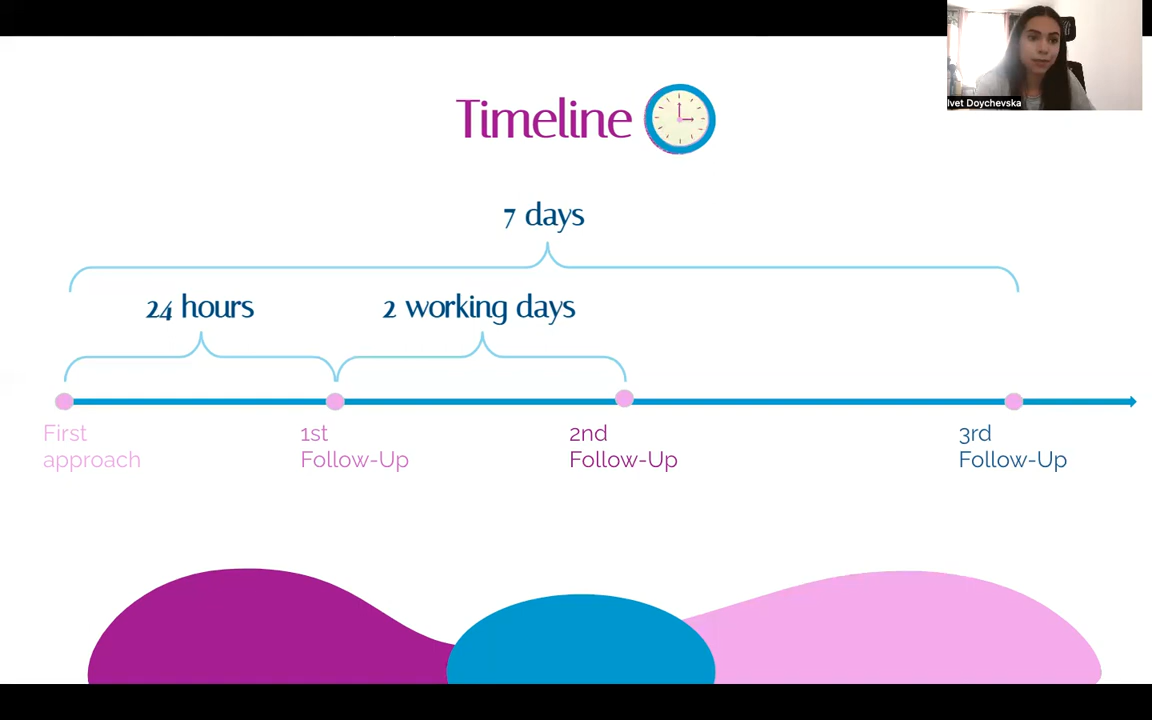 Ivet Doychevska
Timeline
7 days
24 hours
2 working days
First
approach
1st
Follow-Up
2nd
Follow-Up
3rd
Follow-Up